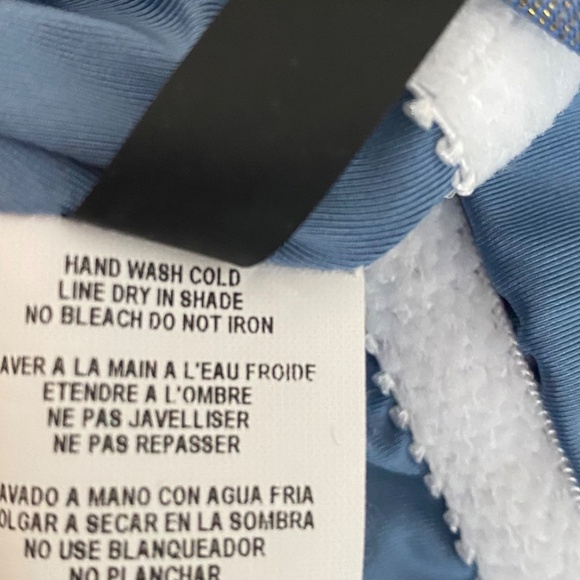 HAND WASH COLD
LINE DRY IN SHADE
NO BLEACH DO NOT IRON
AVER A LA MAIN A L'EAU FROIDE
ETENDRE A L'OMBRE
NE PAS JAVELLISER
NE PAS REPASSER
AVADO A MANO CON AGUA FRIA
OLGAR A SECAR EN LA SOMBRA
NO USE BLANQUEADOR
NO PLANCHAR